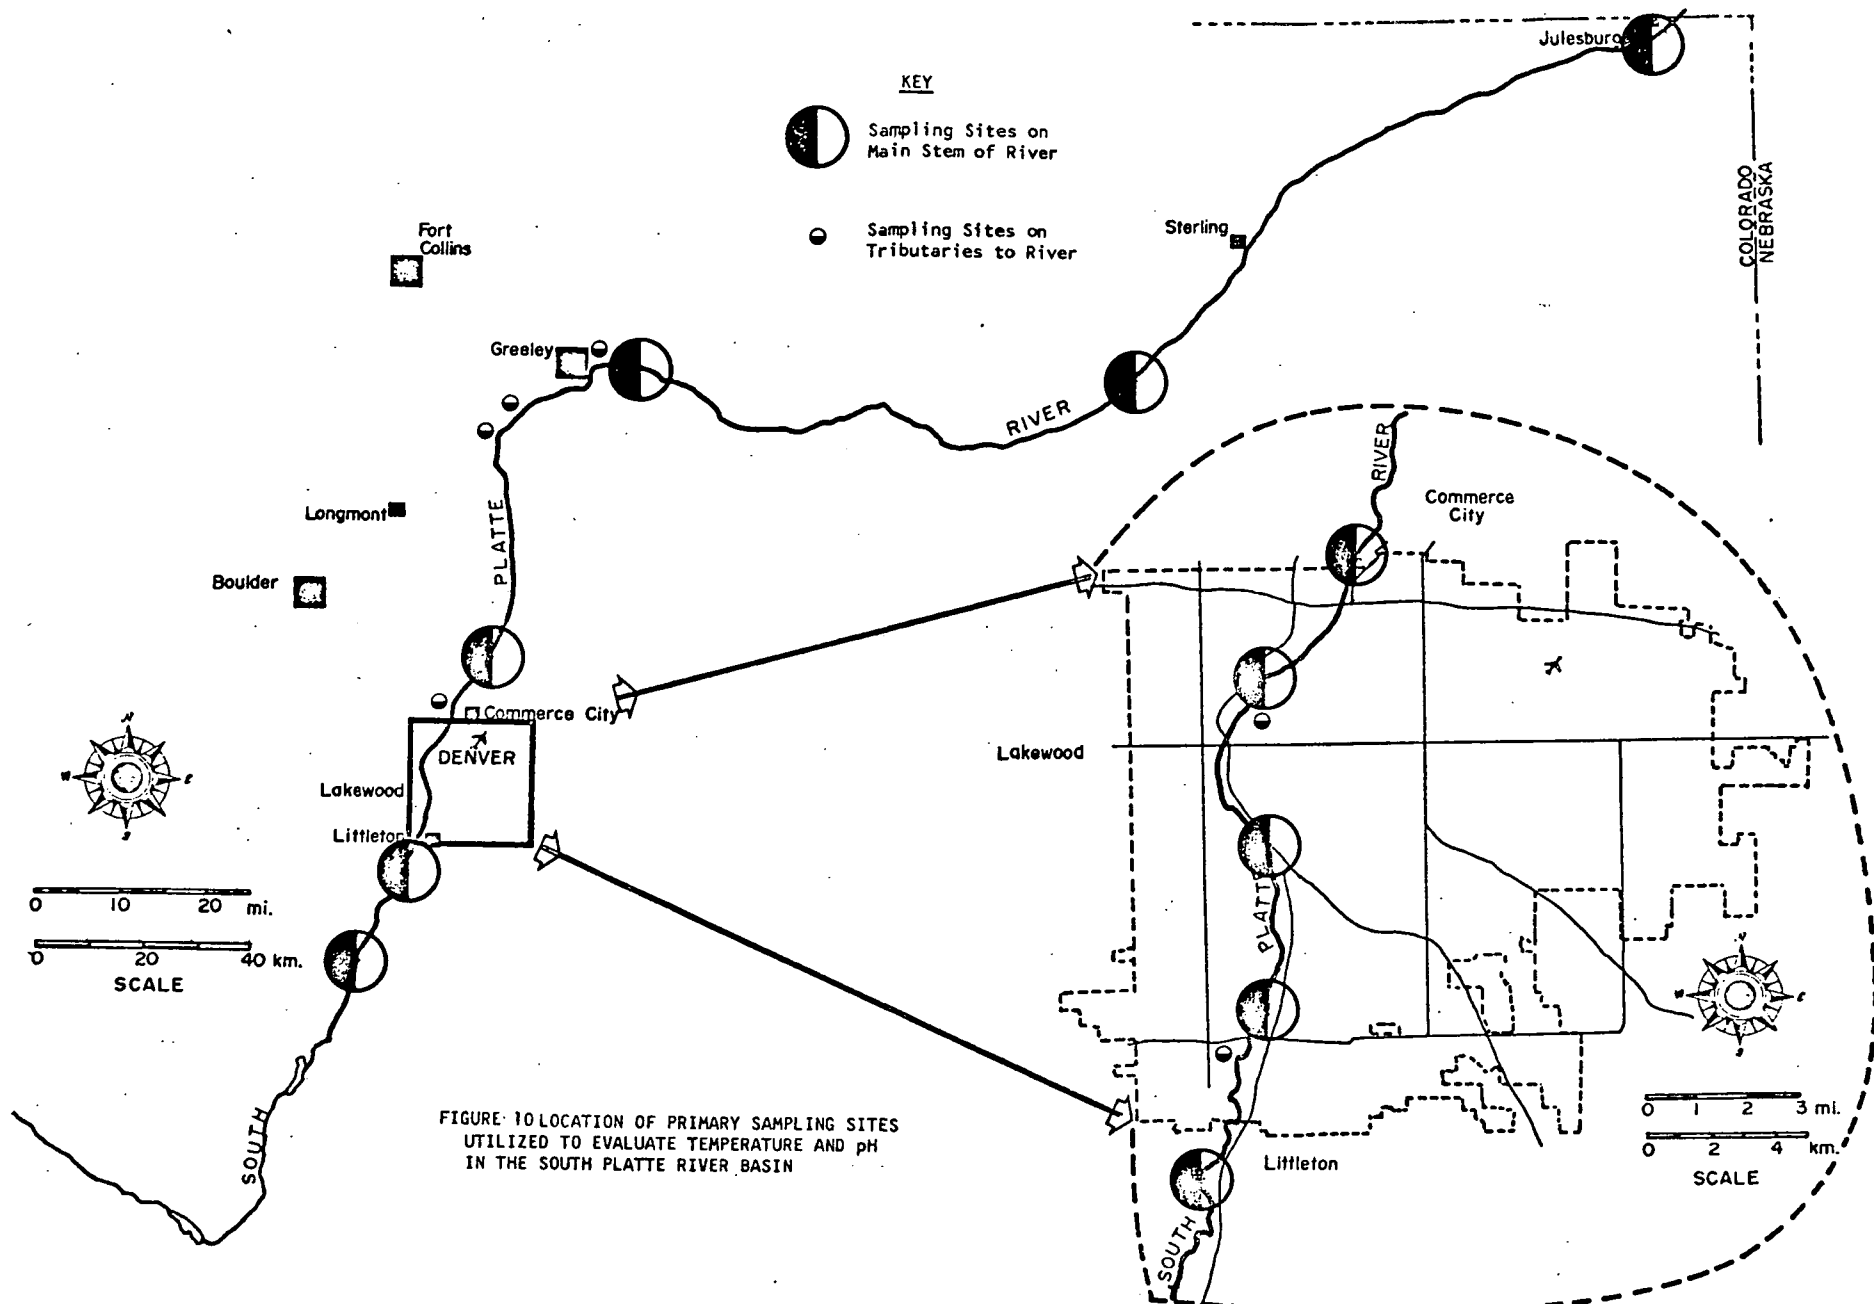 KEY
Sampling Sites on
Main Stem of River
Sampling Sites on
Tributaries to River
Julesburg
COLORADO
NEBRASKA
Sterling
Fort
Collins
Greeley
RIVER
Longmont
PLATTE
Boulder
Commerce City
DENVER
Lakewood
Littleton
N
W
E
S
0 10 20 mi.
0 20 40 km.
SCALE
SOUTH
RIVER
Commerce
City
Lakewood
PLATTE
N
W
E
S
Littleton
SOUTH
0 1 2 3 mi.
0 2 4 km.
SCALE
FIGURE 10 LOCATION OF PRIMARY SAMPLING SITES
UTILIZED TO EVALUATE TEMPERATURE AND pH
IN THE SOUTH PLATTE RIVER BASIN